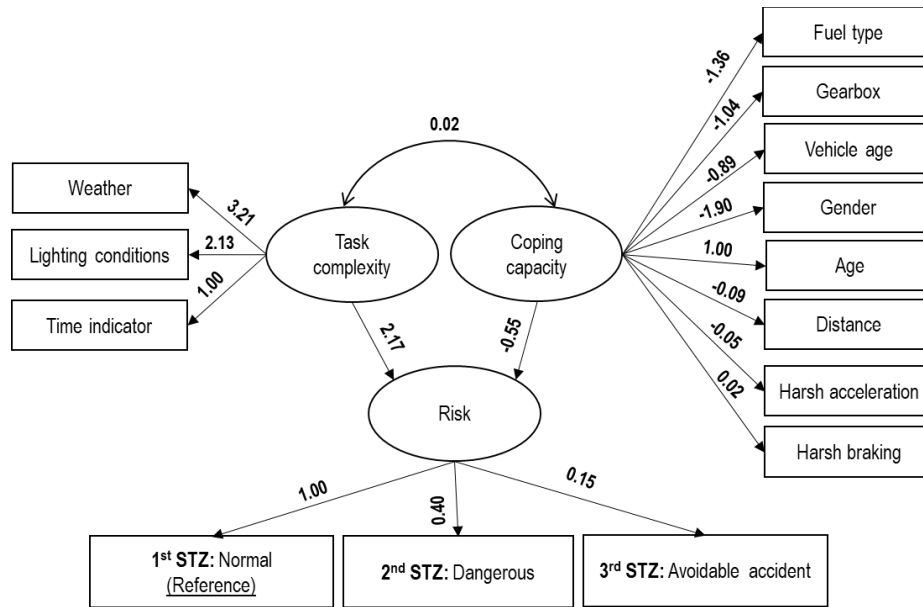 Fuel type
-1.36
Gearbox
-1.04
0.02
Vehicle age
-0.89
Weather
3.21
Gender
-1.90
Lighting conditions
2.13
Task
complexity
Coping
capacity
1.00
Age
1.00
Time indicator
-0.09
Distance
2.17
-0.55
-0.05
Harsh acceleration
0.02
Risk
Harsh braking
1.00
0.40
0.15
1st STZ: Normal
(Reference)
2nd STZ: Dangerous
3rd STZ: Avoidable accident